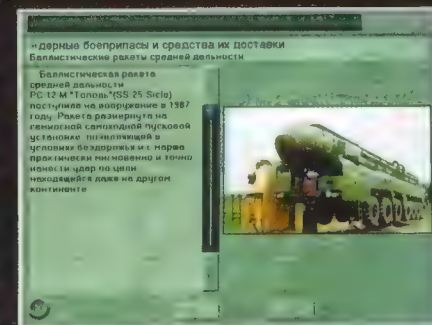 дерные боеприпасы и средства их доставки
Баллистические ракеты средней дальности
Баллистическая ракета
средней дальности
РС 12 М "Тополь"(SS 25 Sicle)
поступила на вооружение в 1987
году Ракета развернута на
самоходной пусковой
установке позволяющей в
условиях бездорожья и с марша
практически мгновенно и точно
нанести удар по цели
находящейся даже на другом
континенте